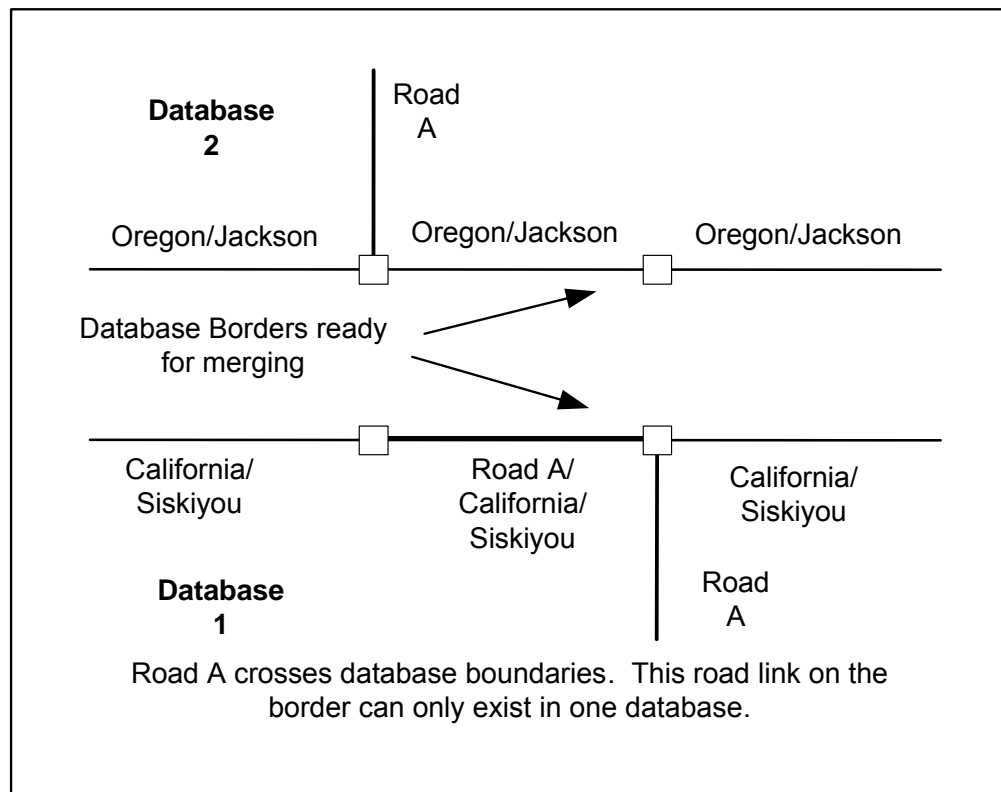 Database
2
Road
A
Oregon/Jackson
Oregon/Jackson
Oregon/Jackson
Database Borders ready
for merging
California/
Siskiyou
Road A/
California/
Siskiyou
California/
Siskiyou
Database
1
Road
A
Road A crosses database boundaries.  This road link on the
border can only exist in one database.